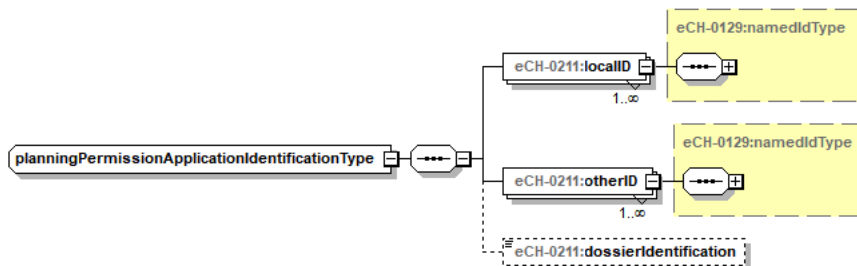 eCH-0129:namedIdType
eCH-0211:localID
1..∞
planningPermissionApplicationIdentificationType
eCH-0129:namedIdType
eCH-0211:otherID
1..∞
eCH-0211:dossierIdentification